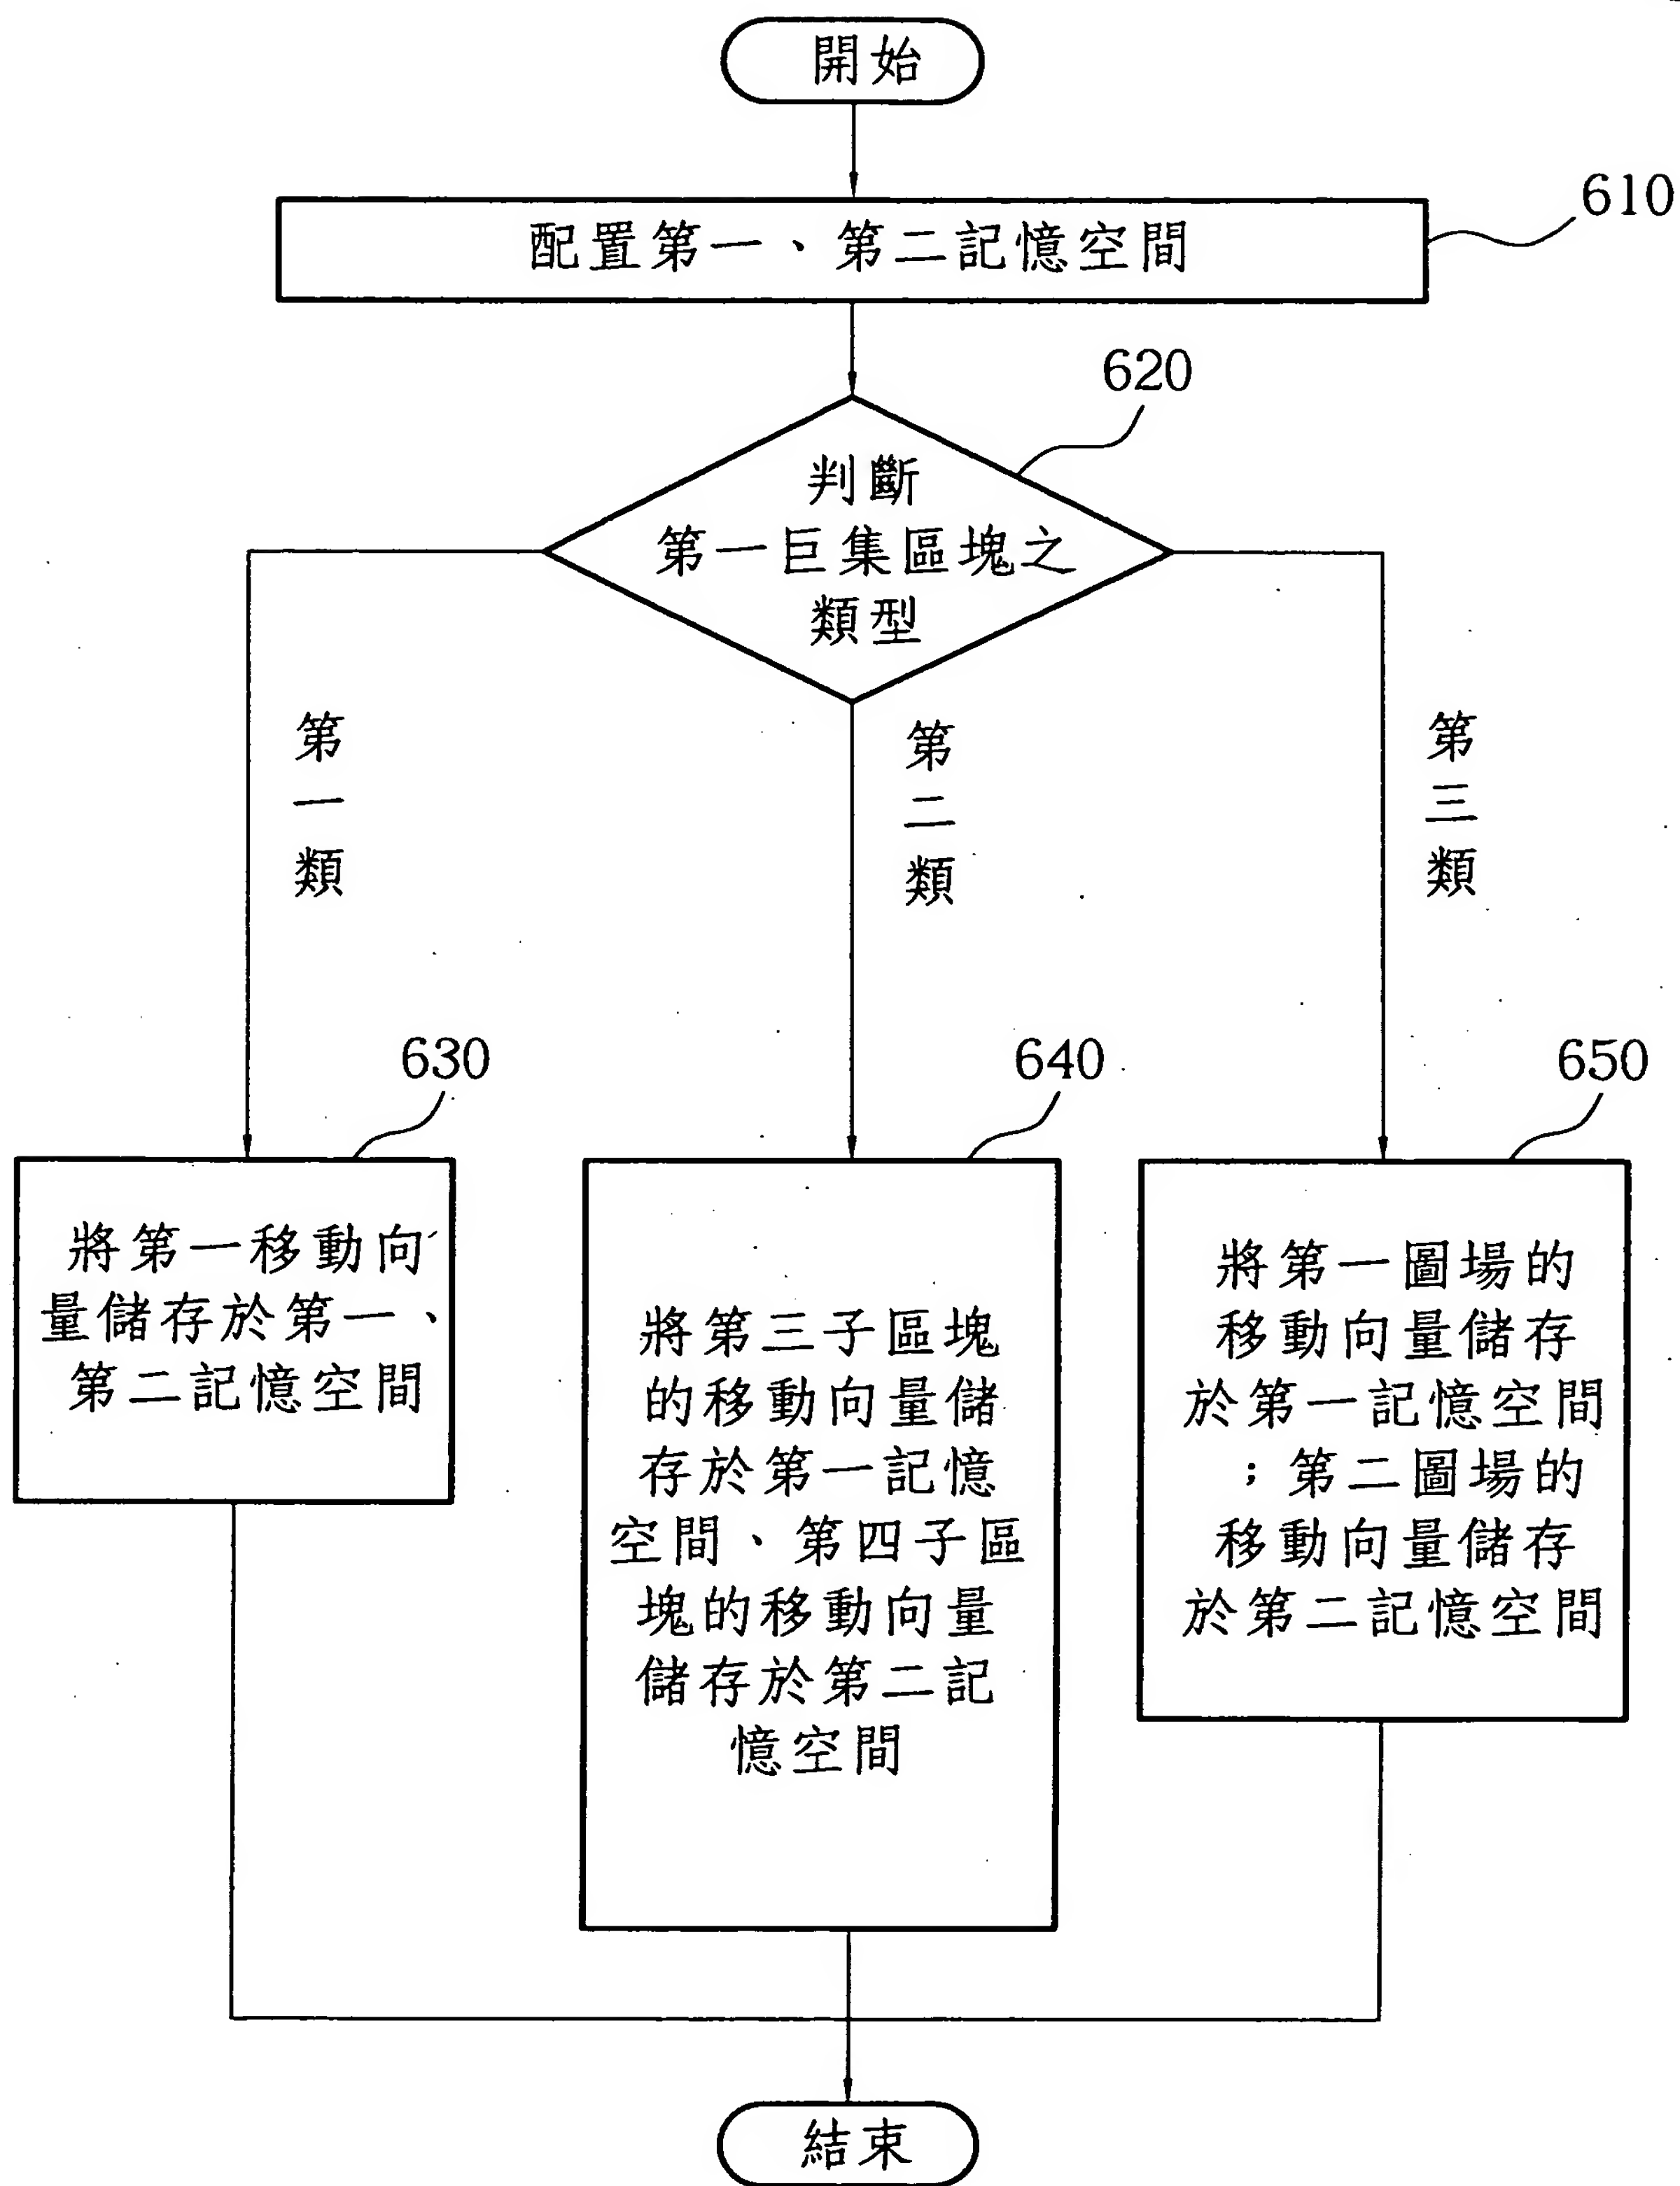 開始
610
配置第一、第二記憶空間
620
判斷
第一巨集區塊之
類型
第一類
第二類
第三類
630
將第一移動向
量儲存於第一、
第二記憶空間
640
將第三子區塊
的移動向量儲
存於第一記憶
空間、第四子區
塊的移動向量
儲存於第二記
憶空間
650
將第一圖場的
移動向量儲存
於第一記憶空間
；第二圖場的
移動向量儲存
於第二記憶空間
結束